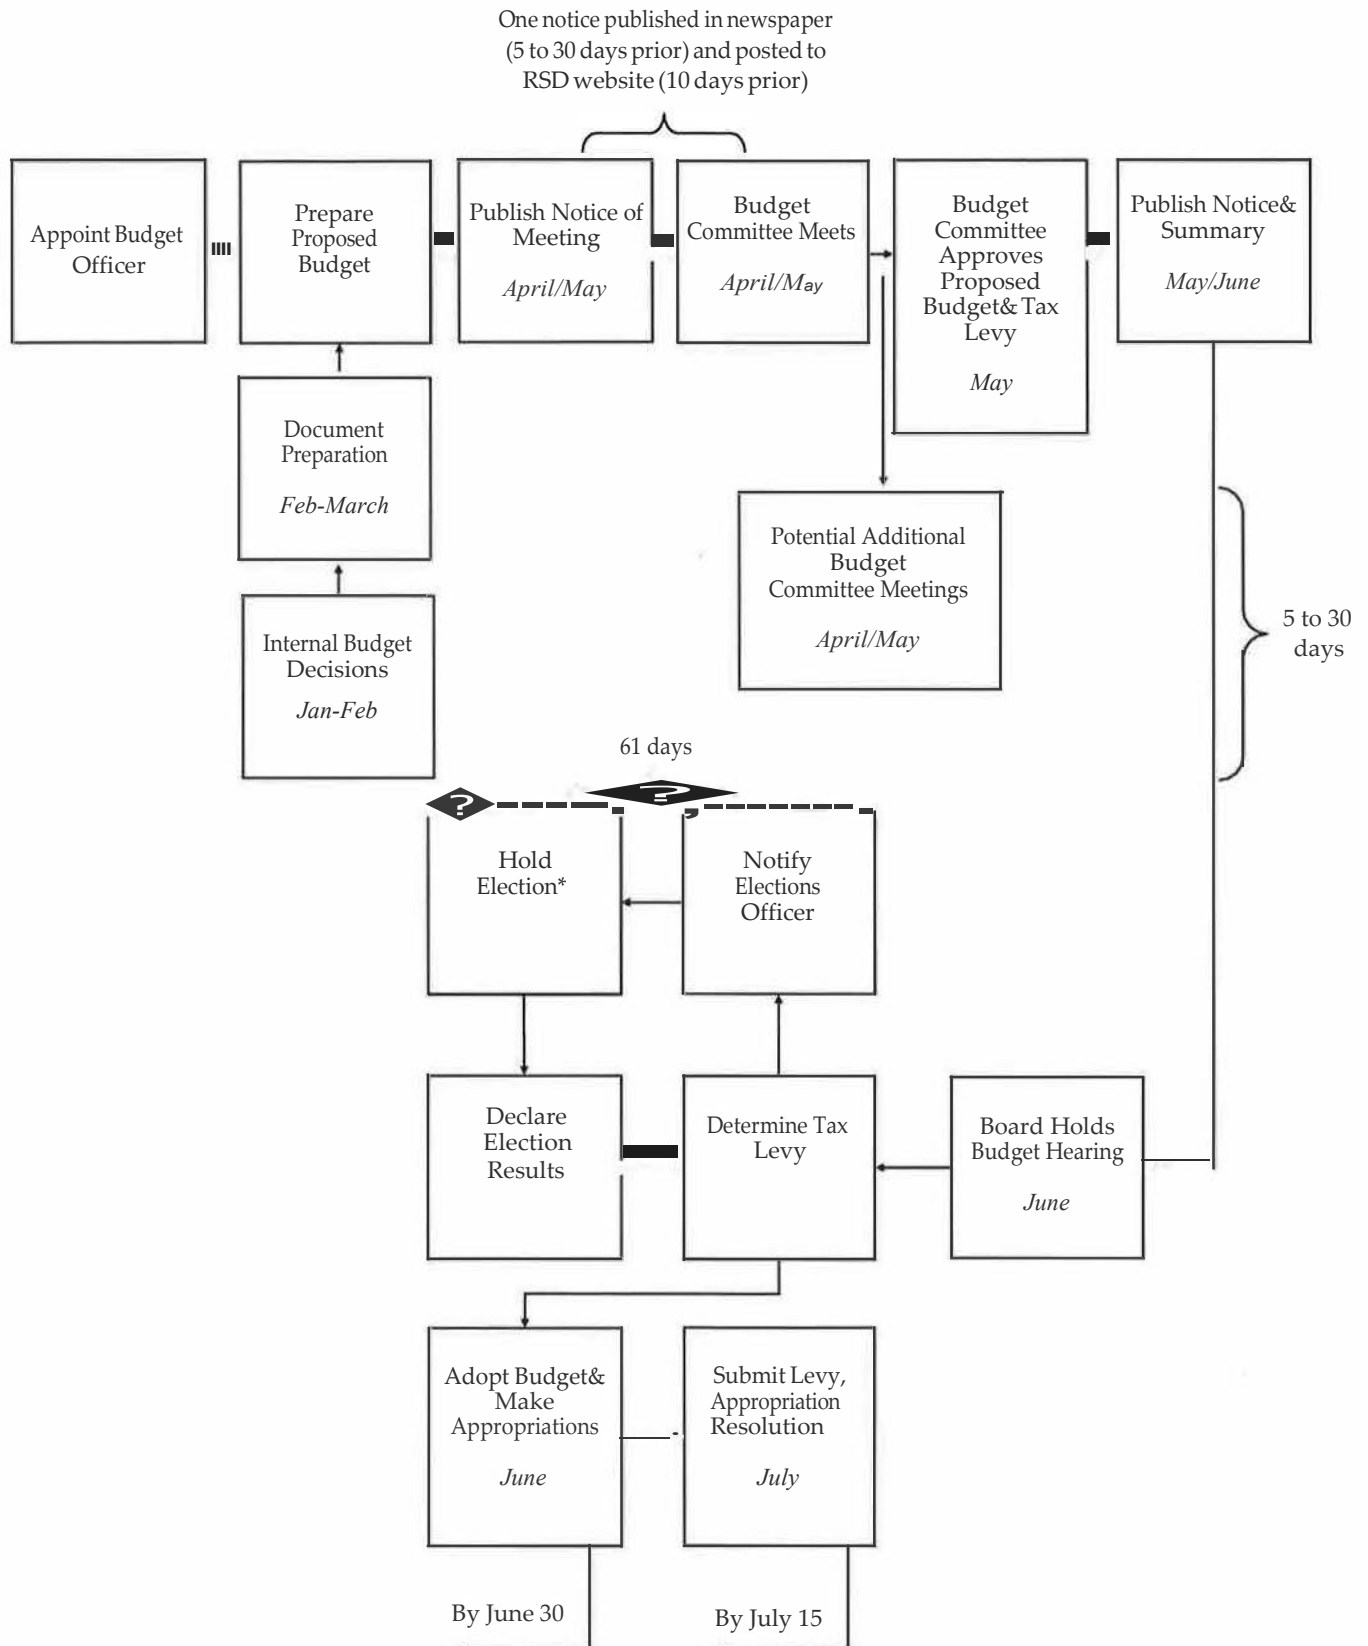 One notice published in newspaper
(5 to 30 days prior) and posted to
RSD website (10 days prior)
Appoint Budget
Officer
Prepare
Proposed
Budget
Publish Notice of
Meeting
April/May
Budget
Committee Meets
April/May
Budget
Committee
Approves
Proposed
Budget& Tax
Levy
May
Publish Notice&
Summary
May/June
Document
Preparation
Feb-March
Potential Additional
Budget
Committee Meetings
April/May
5 to 30
days
Internal Budget
Decisions
Jan-Feb
61 days
?
?
Hold
Election*
Notify
Elections
Officer
Declare
Election
Results
Determine Tax
Levy
Board Holds
Budget Hearing
June
Adopt Budget&
Make
Appropriations
June
Submit Levy,
Appropriation
Resolution
July
By June 30
By July 15